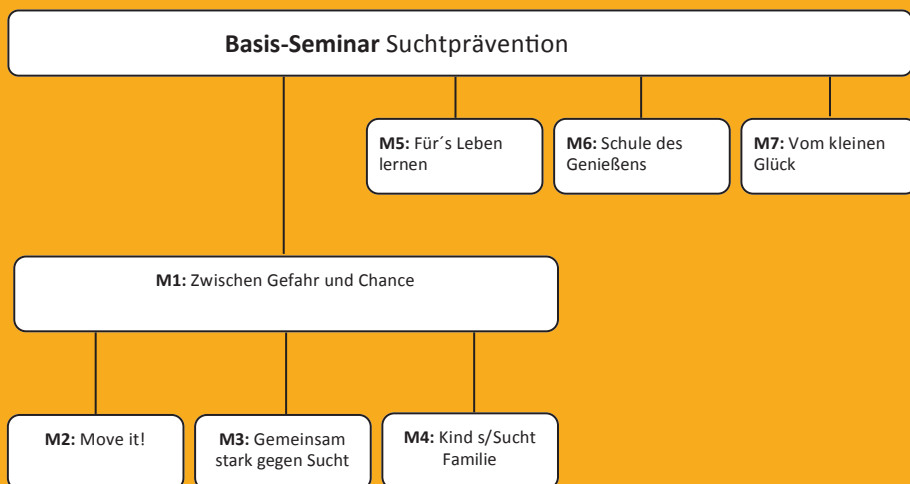 Basis-Seminar Suchtprävention
M5: Für´s Leben
lernen
M6: Schule des
Genießens
M7: Vom kleinen
Glück
M1: Zwischen Gefahr und Chance
M2: Move it!
M3: Gemeinsam
stark gegen Sucht
M4: Kind s/Sucht
Familie